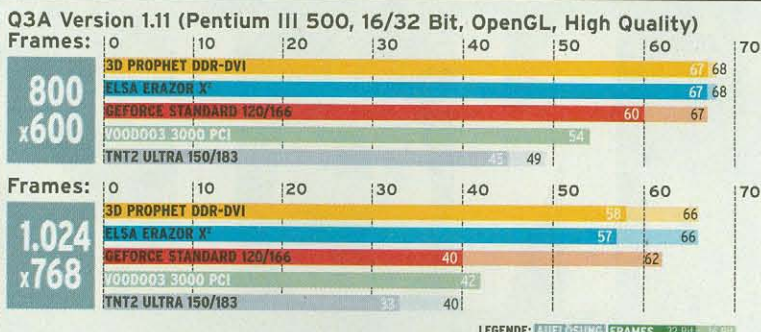 Q3A Version 1.11 (Pentium III 500, 16/32 Bit, OpenGL, High Quality)
Frames: 0 10 20 30 40 50 60 70
800 x600
3D PROPHET DDR-DVI 67 68
ELSA ERAZOR X² 67 68
GEFORCE STANDARD 120/166 60 67
VOODOO3 3000 PCI 54
TNT2 ULTRA 150/183 45 49
Frames: 0 10 20 30 40 50 60 70
1.024 x768
3D PROPHET DDR-DVI 58 66
ELSA ERAZOR X² 57 66
GEFORCE STANDARD 120/166 40 62
VOODOO3 3000 PCI 42
TNT2 ULTRA 150/183 33 40
LEGENDE: AUFLÖSUNG FRAMES 32 Bit 16 Bit